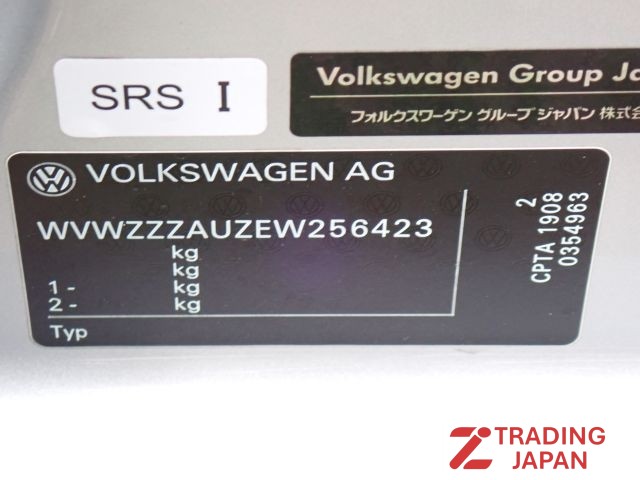 SRS I
Volkswagen Group Ja
フォルクスワーゲン グループ ジャパン 株式会
VOLKSWAGEN AG
WVWZZZAUZEW256423
kg
kg
1 - kg
2 - kg
Typ
2
CPTA 1908
0354963
TRADING
JAPAN